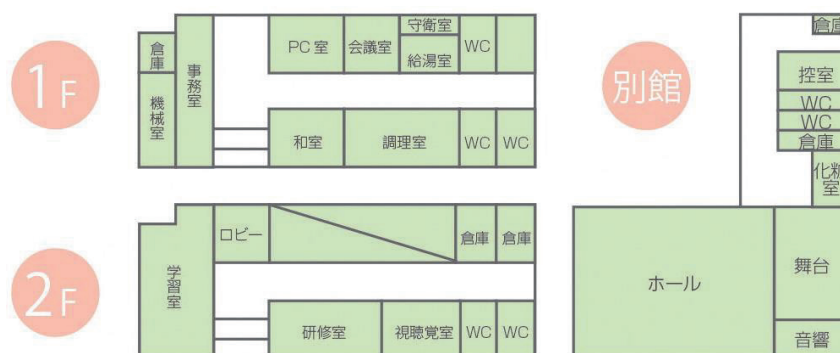 1F
倉庫
機械室
事務室
PC室
会議室
守衛室
給湯室
WC
和室
調理室
WC
WC
2F
学習室
ロビー
倉庫
倉庫
研修室
視聴覚室
WC
WC
別館
倉庫
控室
WC
WC
倉庫
化粧室
ホール
舞台
音響